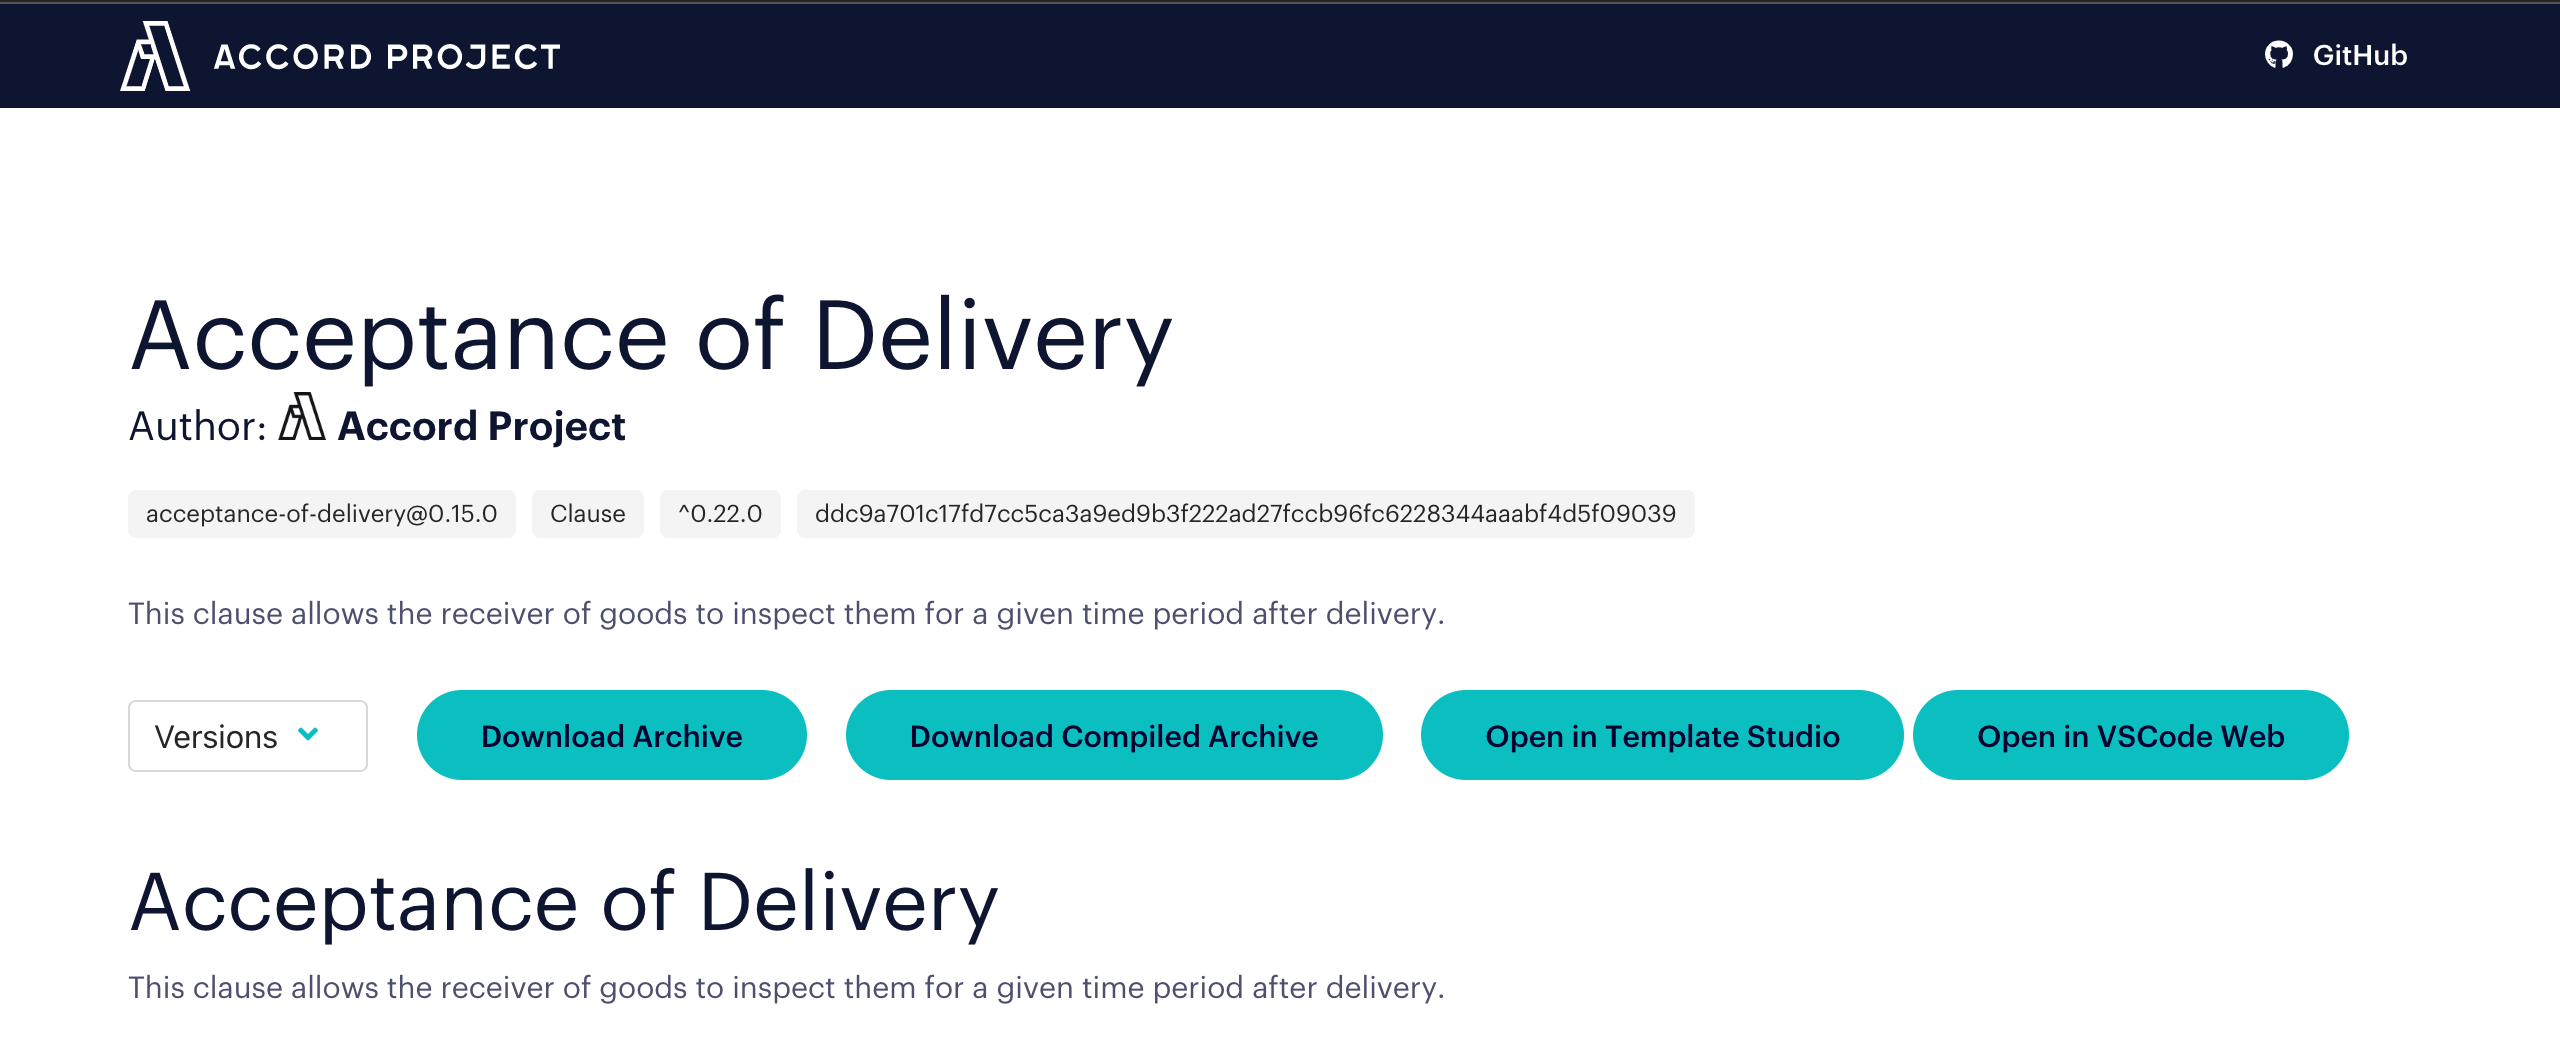 ACCORD PROJECT
GitHub
Acceptance of Delivery
Author: Accord Project
acceptance-of-delivery@0.15.0 Clause ^0.22.0 ddc9a701c17fd7cc5ca3a9ed9b3f222ad27fccb96fc6228344aaabf4d5f09039
This clause allows the receiver of goods to inspect them for a given time period after delivery.
Versions Download Archive Download Compiled Archive Open in Template Studio Open in VSCode Web
Acceptance of Delivery
This clause allows the receiver of goods to inspect them for a given time period after delivery.